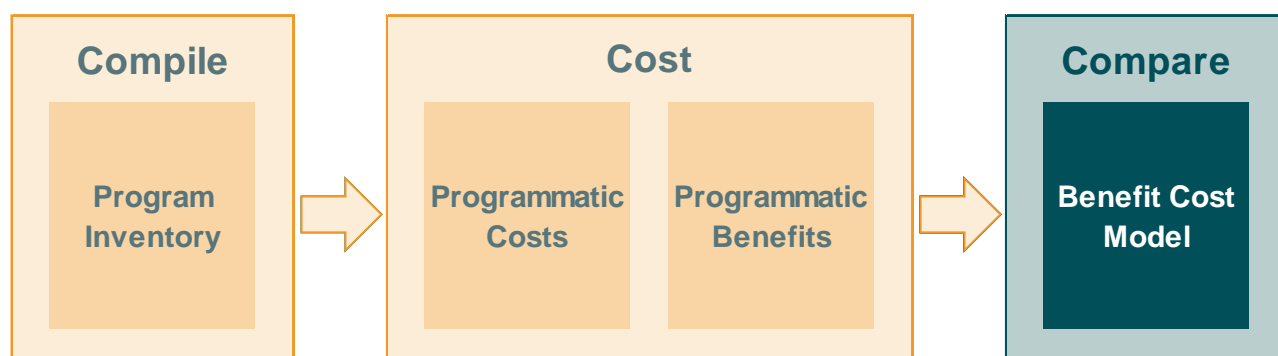 Compile
Program
Inventory
Cost
Programmatic
Costs
Programmatic
Benefits
Compare
Benefit Cost
Model